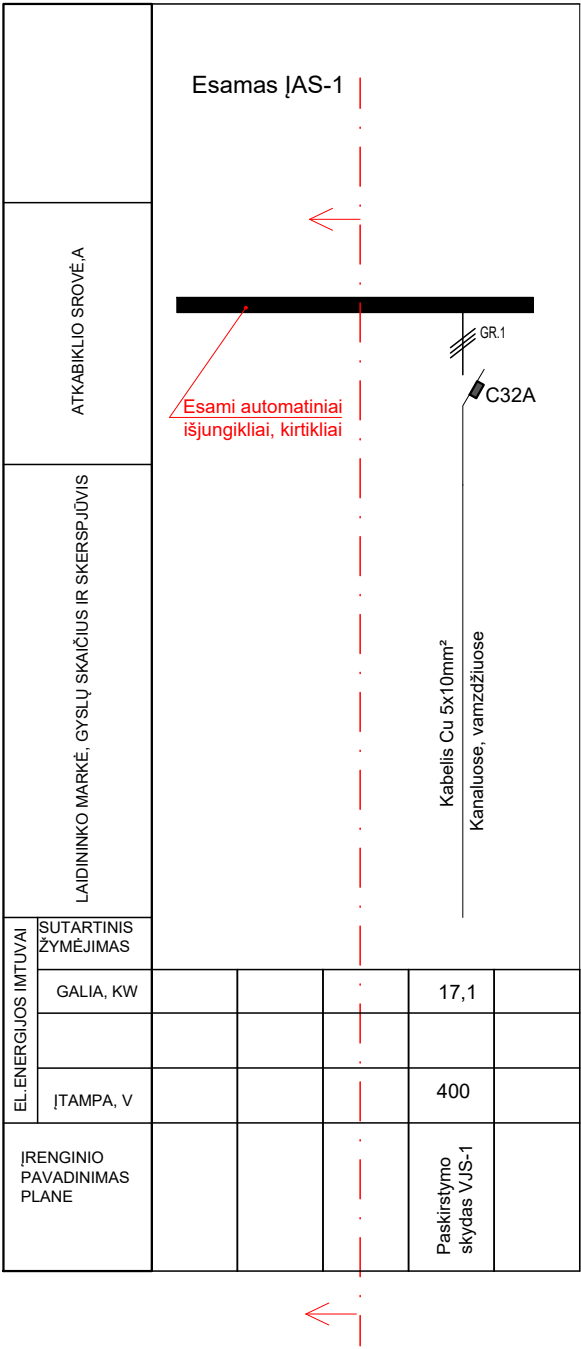 Esamas ĮAS-1
ATKABIKLIO SROVĖ,A
GR.1
C32A
Esami automatiniai
išjungikliai, kirtikliai
LAIDININKO MARKĖ, GYSLŲ SKAIČIUS IR SKERSPJŪVIS
Kabelis Cu 5x10mm²
Kanaluose, vamzdžiuose
EL.ENERGIJOS IMTUVAI
SUTARTINIS
ŽYMĖJIMAS
GALIA, KW
17,1
ĮTAMPA, V
400
ĮRENGINIO
PAVADINIMAS
PLANE
Paskirstymo
skydas VJS-1